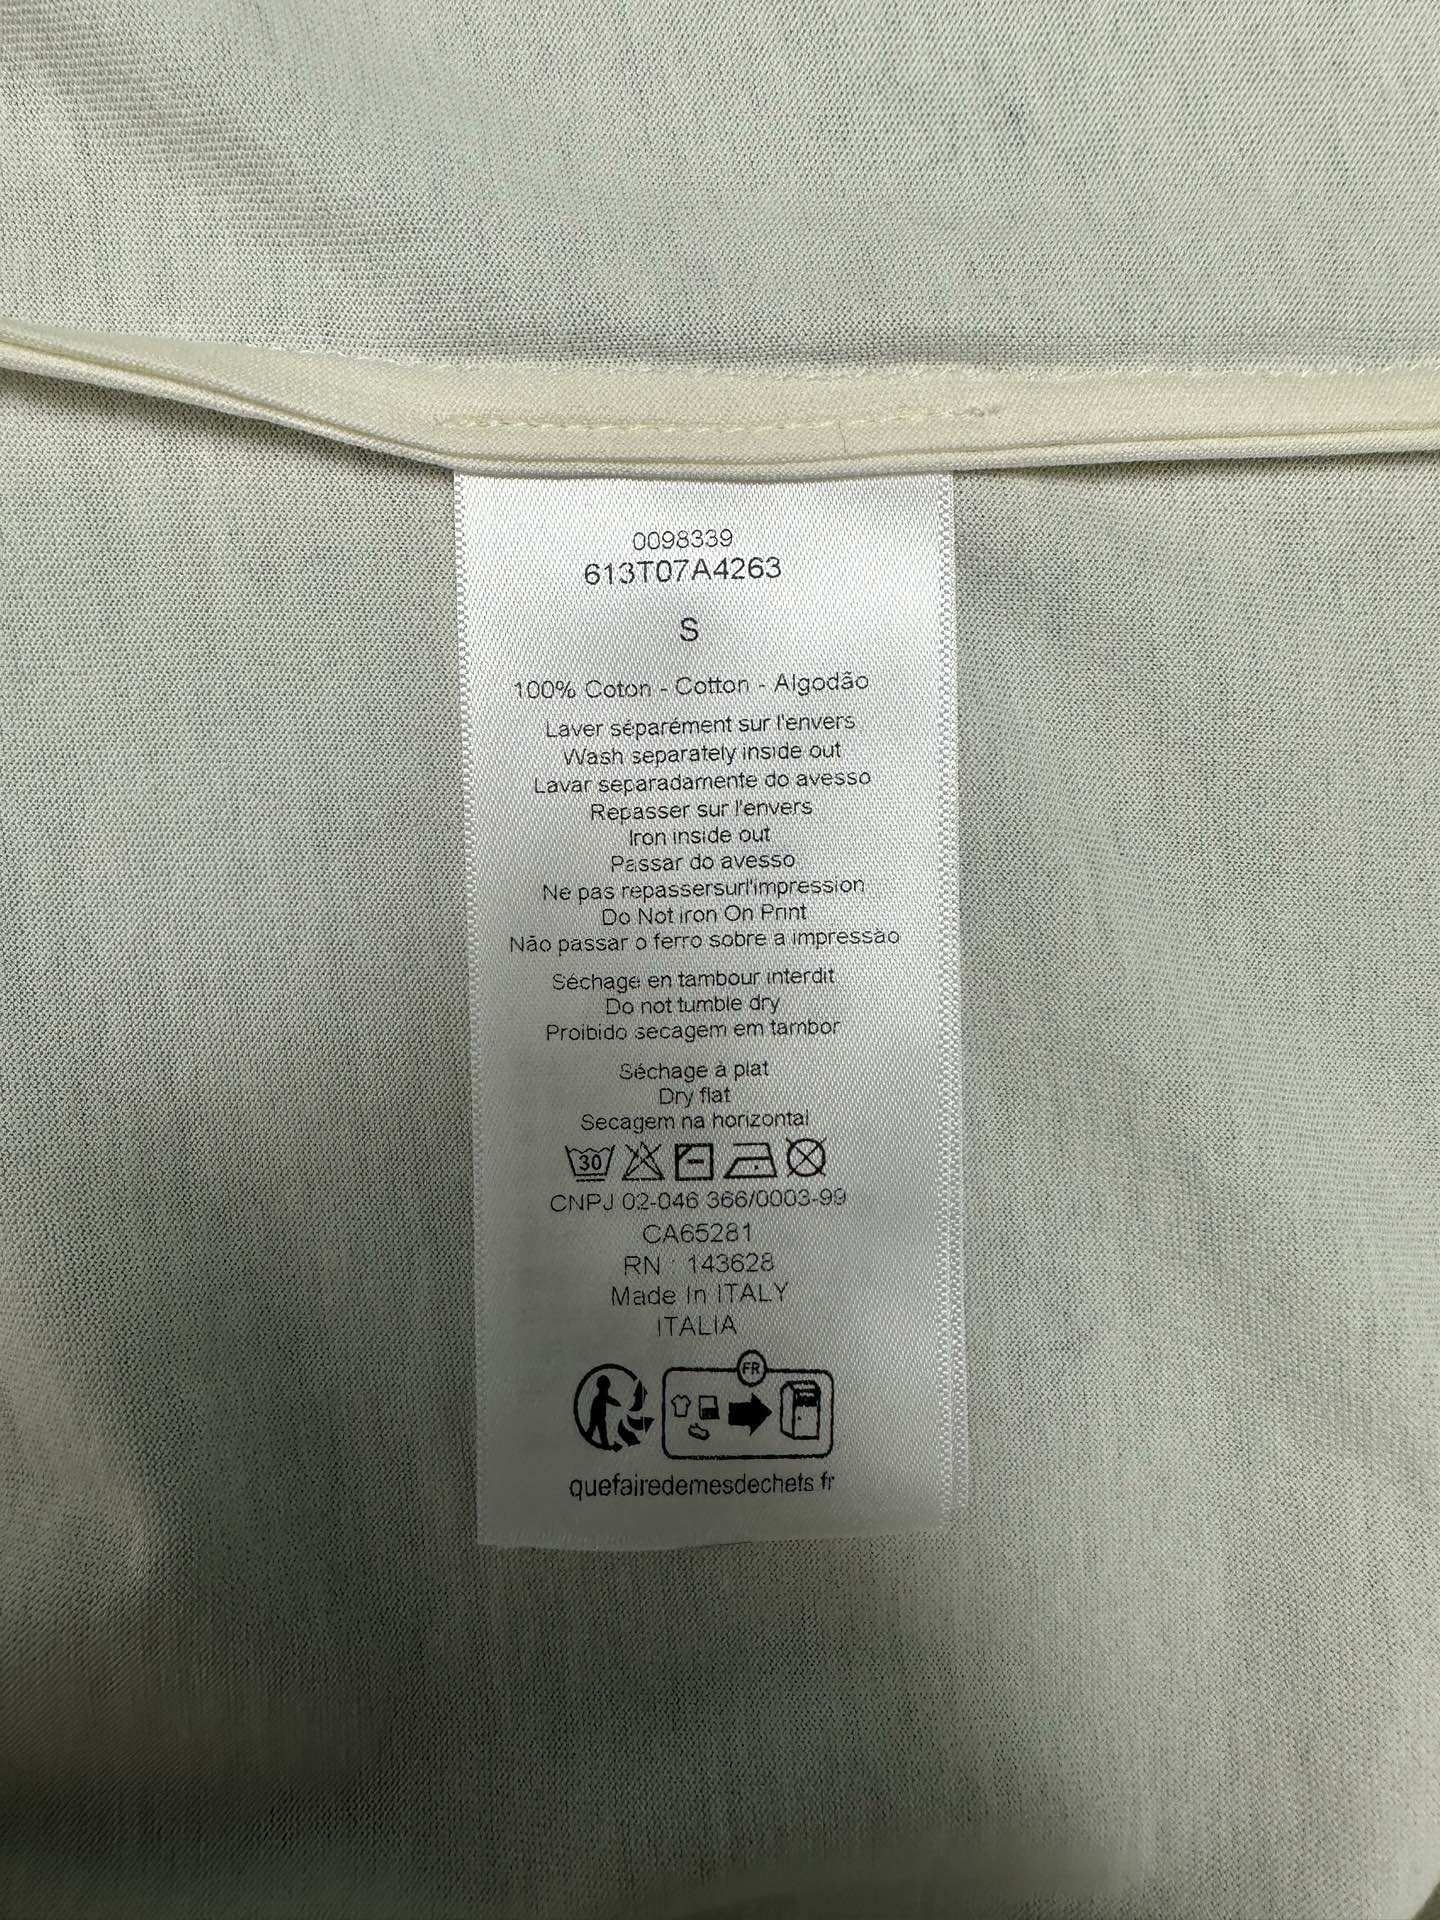 0098339
613T07A4263
S
100% Coton - Cotton - Algodão
Laver séparément sur l'envers
Wash separately inside out
Lavar separadamente do avesso
Repasser sur l'envers
Iron inside out
Passar do avesso
Ne pas repassersurl'impression
Do Not iron On Print
Não passar o ferro sobre a impressão
Séchage en tambour interdit
Do not tumble dry
Proibido secagem em tambor
Séchage à plat
Dry flat
Secagem na horizontal
30
CNPJ 02-046 366/0003-99
CA65281
RN : 143628
Made In ITALY
ITALIA
FR
quefairedemesdechets fr